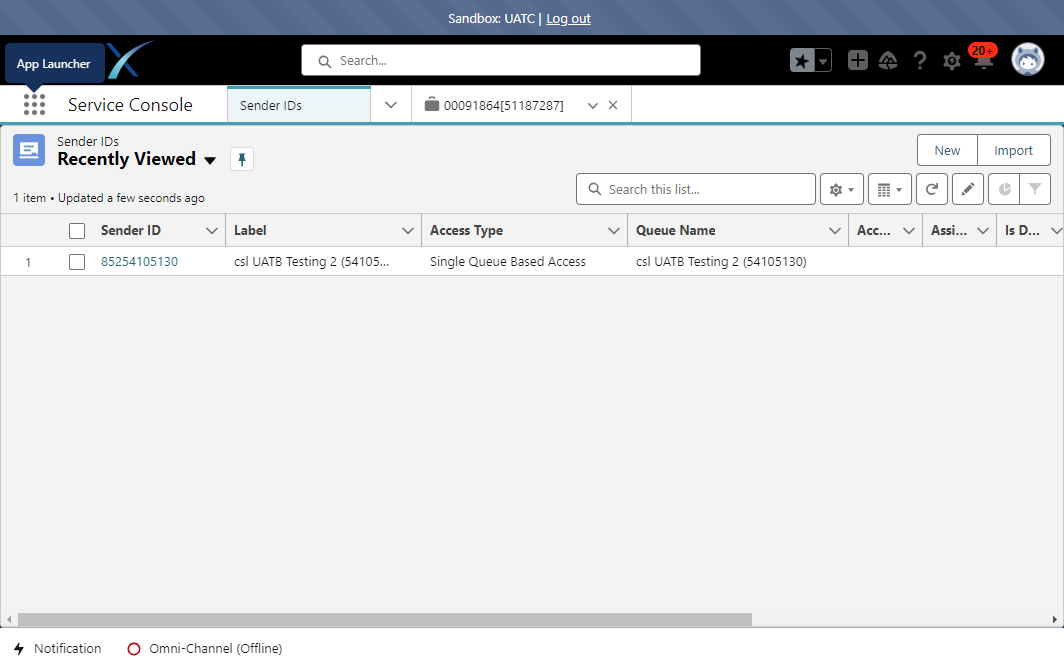 Sandbox: UATC | Log out
App Launcher
Search...
20+
Service Console
Sender IDs
00091864[51187287]
Sender IDs
Recently Viewed
New
Import
1 item • Updated a few seconds ago
Search this list...
Sender ID
Label
Access Type
Queue Name
Acc...
Assi...
Is D...
1
85254105130
csl UATB Testing 2 (54105...
Single Queue Based Access
csl UATB Testing 2 (54105130)
Notification
Omni-Channel (Offline)